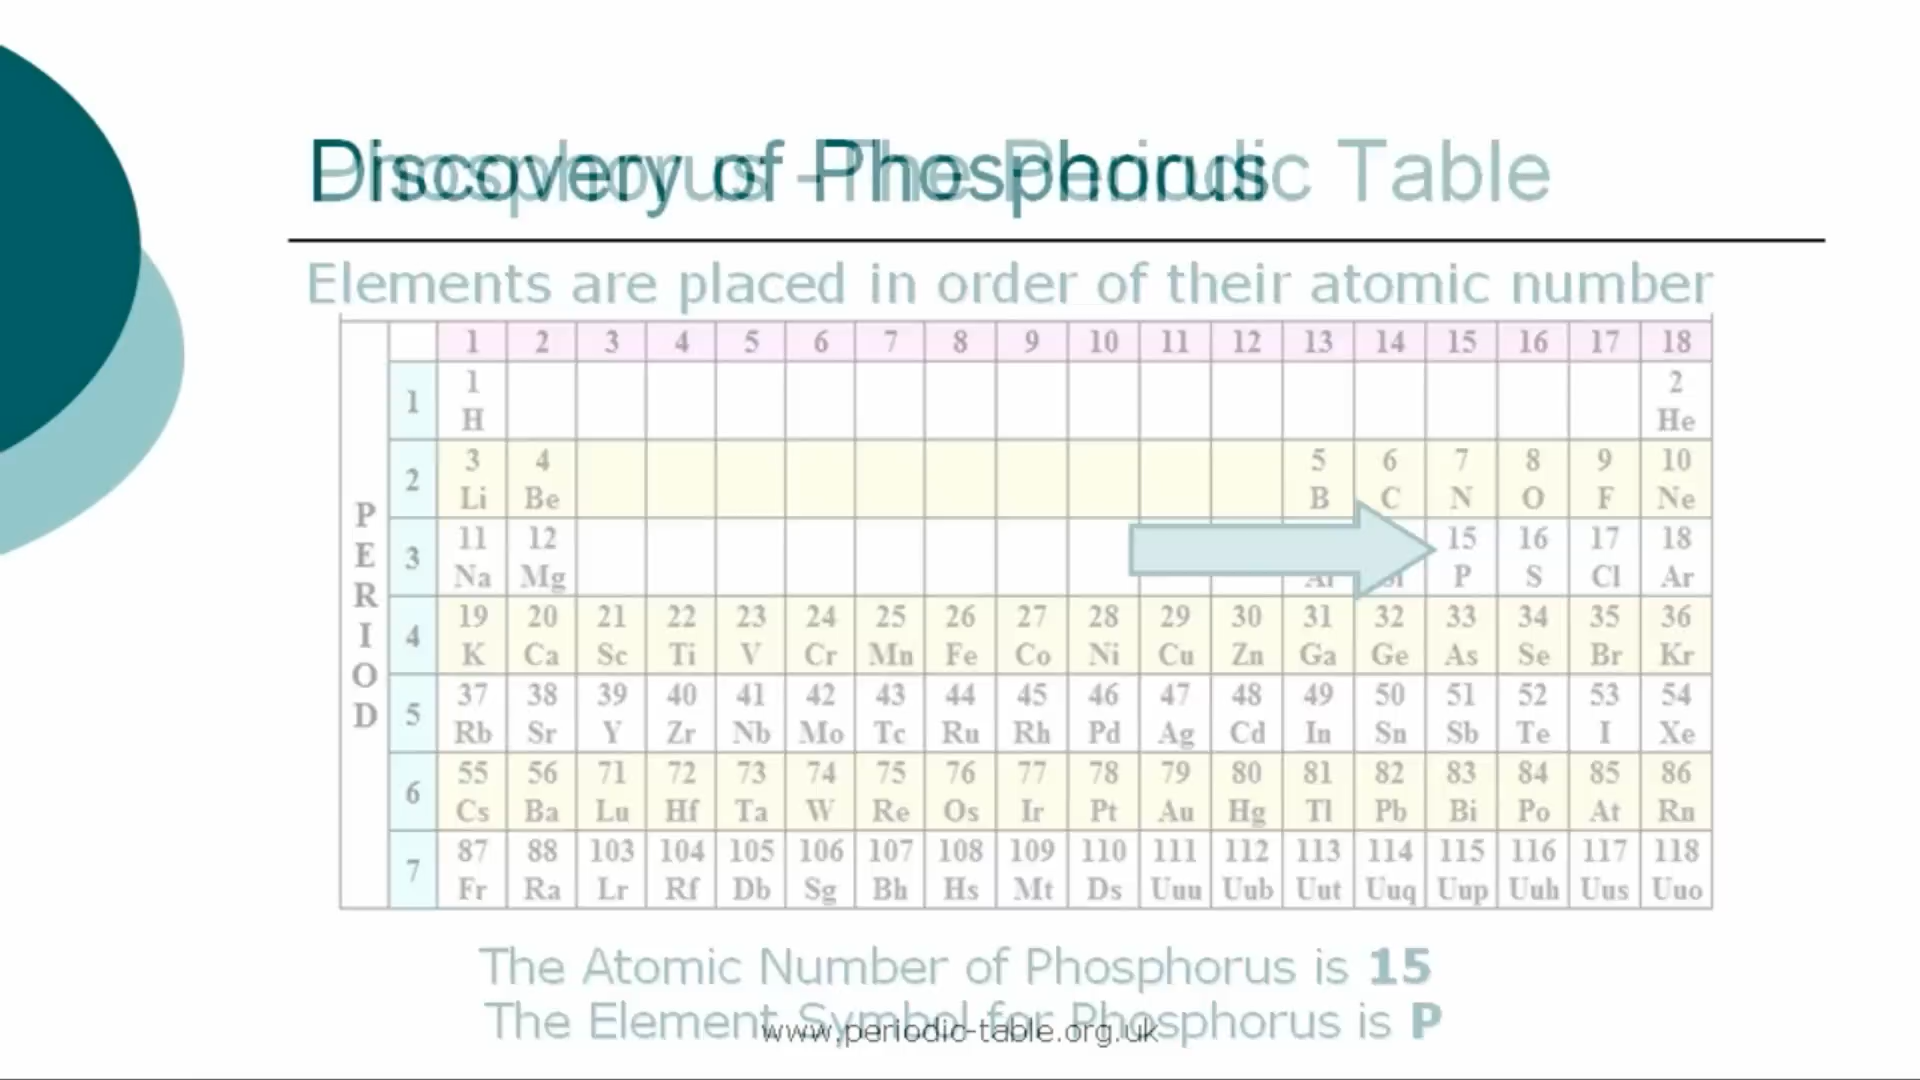 Discovery of Phosphorus
Phosphorus - The Periodic Table
Elements are placed in order of their atomic number
1 2 3 4 5 6 7 8 9 10 11 12 13 14 15 16 17 18
PERIOD
1
1 2
H He
2
3 4 5 6 7 8 9 10
Li Be B C N O F Ne
3
11 12 15 16 17 18
Na Mg Al Si P S Cl Ar
4
19 20 21 22 23 24 25 26 27 28 29 30 31 32 33 34 35 36
K Ca Sc Ti V Cr Mn Fe Co Ni Cu Zn Ga Ge As Se Br Kr
5
37 38 39 40 41 42 43 44 45 46 47 48 49 50 51 52 53 54
Rb Sr Y Zr Nb Mo Tc Ru Rh Pd Ag Cd In Sn Sb Te I Xe
6
55 56 71 72 73 74 75 76 77 78 79 80 81 82 83 84 85 86
Cs Ba Lu Hf Ta W Re Os Ir Pt Au Hg Tl Pb Bi Po At Rn
7
87 88 103 104 105 106 107 108 109 110 111 112 113 114 115 116 117 118
Fr Ra Lr Rf Db Sg Bh Hs Mt Ds Uuu Uub Uut Uuq Uup Uuh Uus Uuo
The Atomic Number of Phosphorus is 15
The Element Symbol for Phosphorus is P
www.periodic-table.org.uk